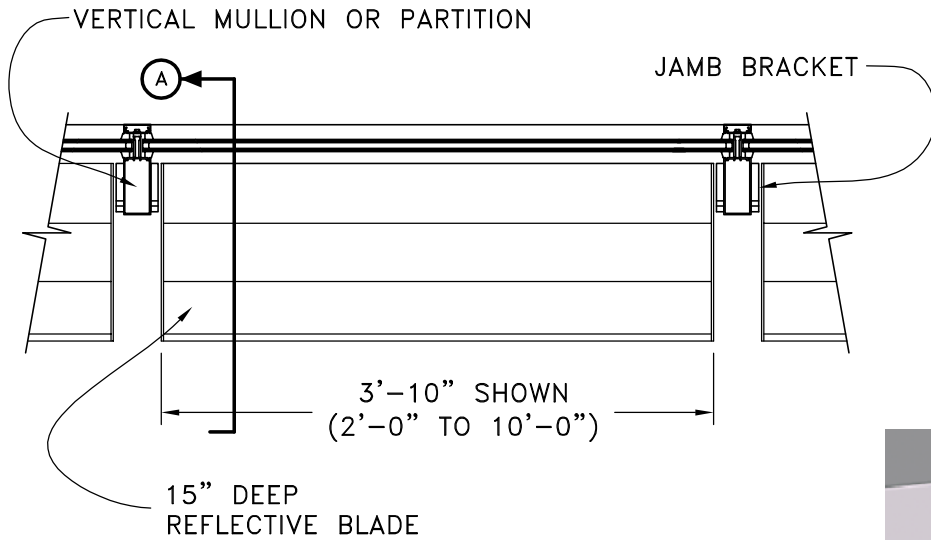 VERTICAL MULLION OR PARTITION
A
JAMB BRACKET
3’-10” SHOWN
(2’-0” TO 10’-0”)
15” DEEP
REFLECTIVE BLADE